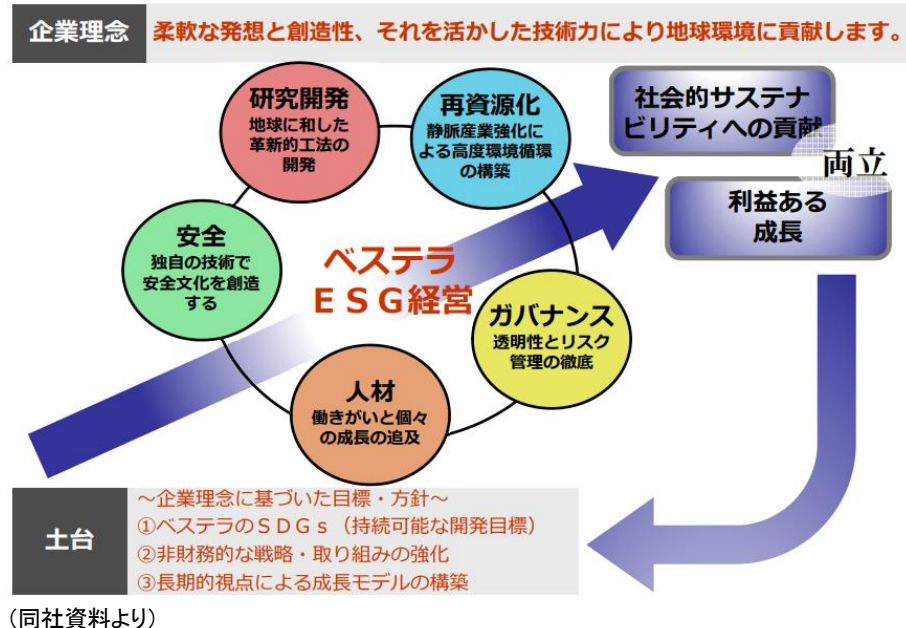 企業理念
柔軟な発想と創造性、それを活かした技術力により地球環境に貢献します。
研究開発
地球に和した
革新的工法の
開発
再資源化
静脈産業強化に
よる高度環境循環
の構築
社会的サステナ
ビリティへの貢献
両立
利益ある
成長
安全
独自の技術で
安全文化を創造
する
ベステラ
ESG経営
ガバナンス
透明性とリスク
管理の徹底
人材
働きがいと個々
の成長の追及
土台
~企業理念に基づいた目標・方針~
①ベステラのSDGs(持続可能な開発目標)
②非財務的な戦略・取り組みの強化
③長期的視点による成長モデルの構築
(同社資料より)